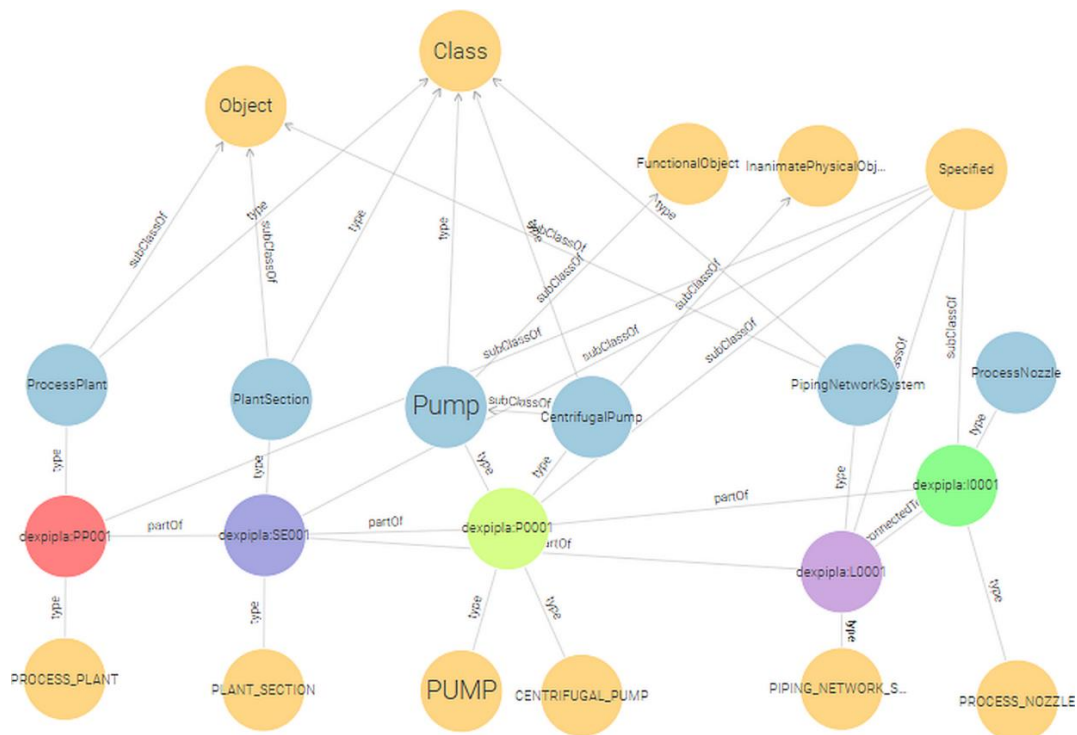 Class
Object
FunctionalObject
InanimatePhysicalObj...
Specified
type
type
type
type
type
subClassOf
subClassOf
subClassOf
subClassOf
subClassOf
subClassOf
subClassOf
subClassOf
subClassOf
ProcessPlant
PlantSection
Pump
subClassOf
CentrifugalPump
PipingNetworkSystem
ProcessNozzle
type
type
type
type
type
type
dexpipla:PP001
partOf
dexpipla:SE001
partOf
dexpipla:P0001
partOf
dexpipla:I0001
dexpipla:L0001
type
type
type
type
type
type
PROCESS_PLANT
PLANT_SECTION
PUMP
CENTRIFUGAL_PUMP
PIPING_NETWORK_S...
PROCESS_NOZZLE